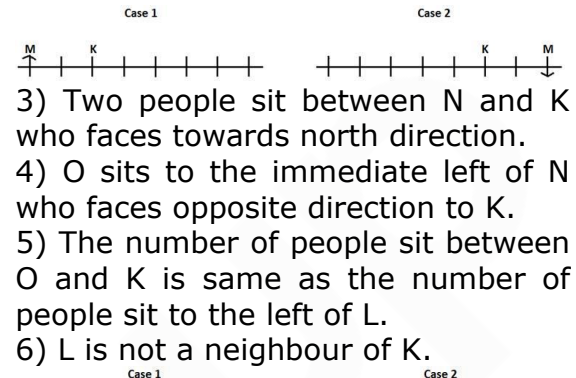 Case 1 Case 2
M K K M
3) Two people sit between N and K
who faces towards north direction.
4) O sits to the immediate left of N
who faces opposite direction to K.
5) The number of people sit between
O and K is same as the number of
people sit to the left of L.
6) L is not a neighbour of K.
Case 1 Case 2